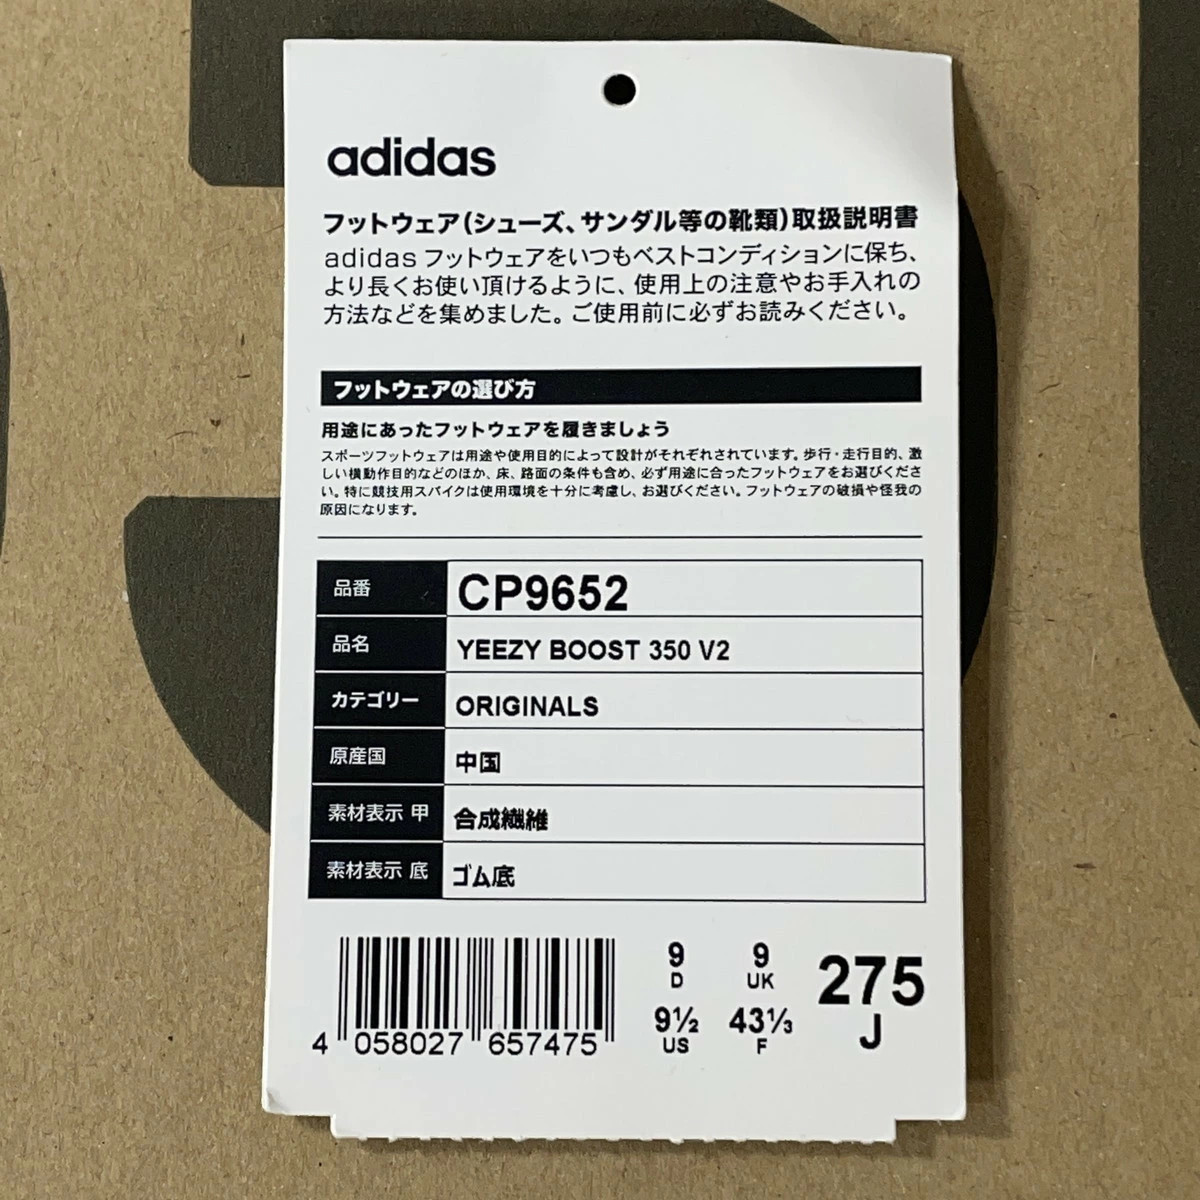 adidas
フットウェア(シューズ、サンダル等の靴類)取扱説明書
adidas フットウェアをいつもベストコンディションに保ち、
より長くお使い頂けるように、使用上の注意やお手入れの
方法などを集めました。ご使用前に必ずお読みください。
フットウェアの選び方
用途にあったフットウェアを履きましょう
スポーツフットウェアは用途や使用目的によって設計がそれぞれされています。歩行・走行目的、激
しい横動作目的などのほか、床、路面の条件も含め、必ず用途に合ったフットウェアをお選びくださ
い。特に競技用スパイクは使用環境を十分に考慮し、お選びください。フットウェアの破損や怪我の
原因になります。
品番 CP9652
品名 YEEZY BOOST 350 V2
カテゴリー ORIGINALS
原産国 中国
素材表示 甲 合成繊維
素材表示 底 ゴム底
9 9 275
D UK
9½ 43⅓ J
US F
4 058027 657475